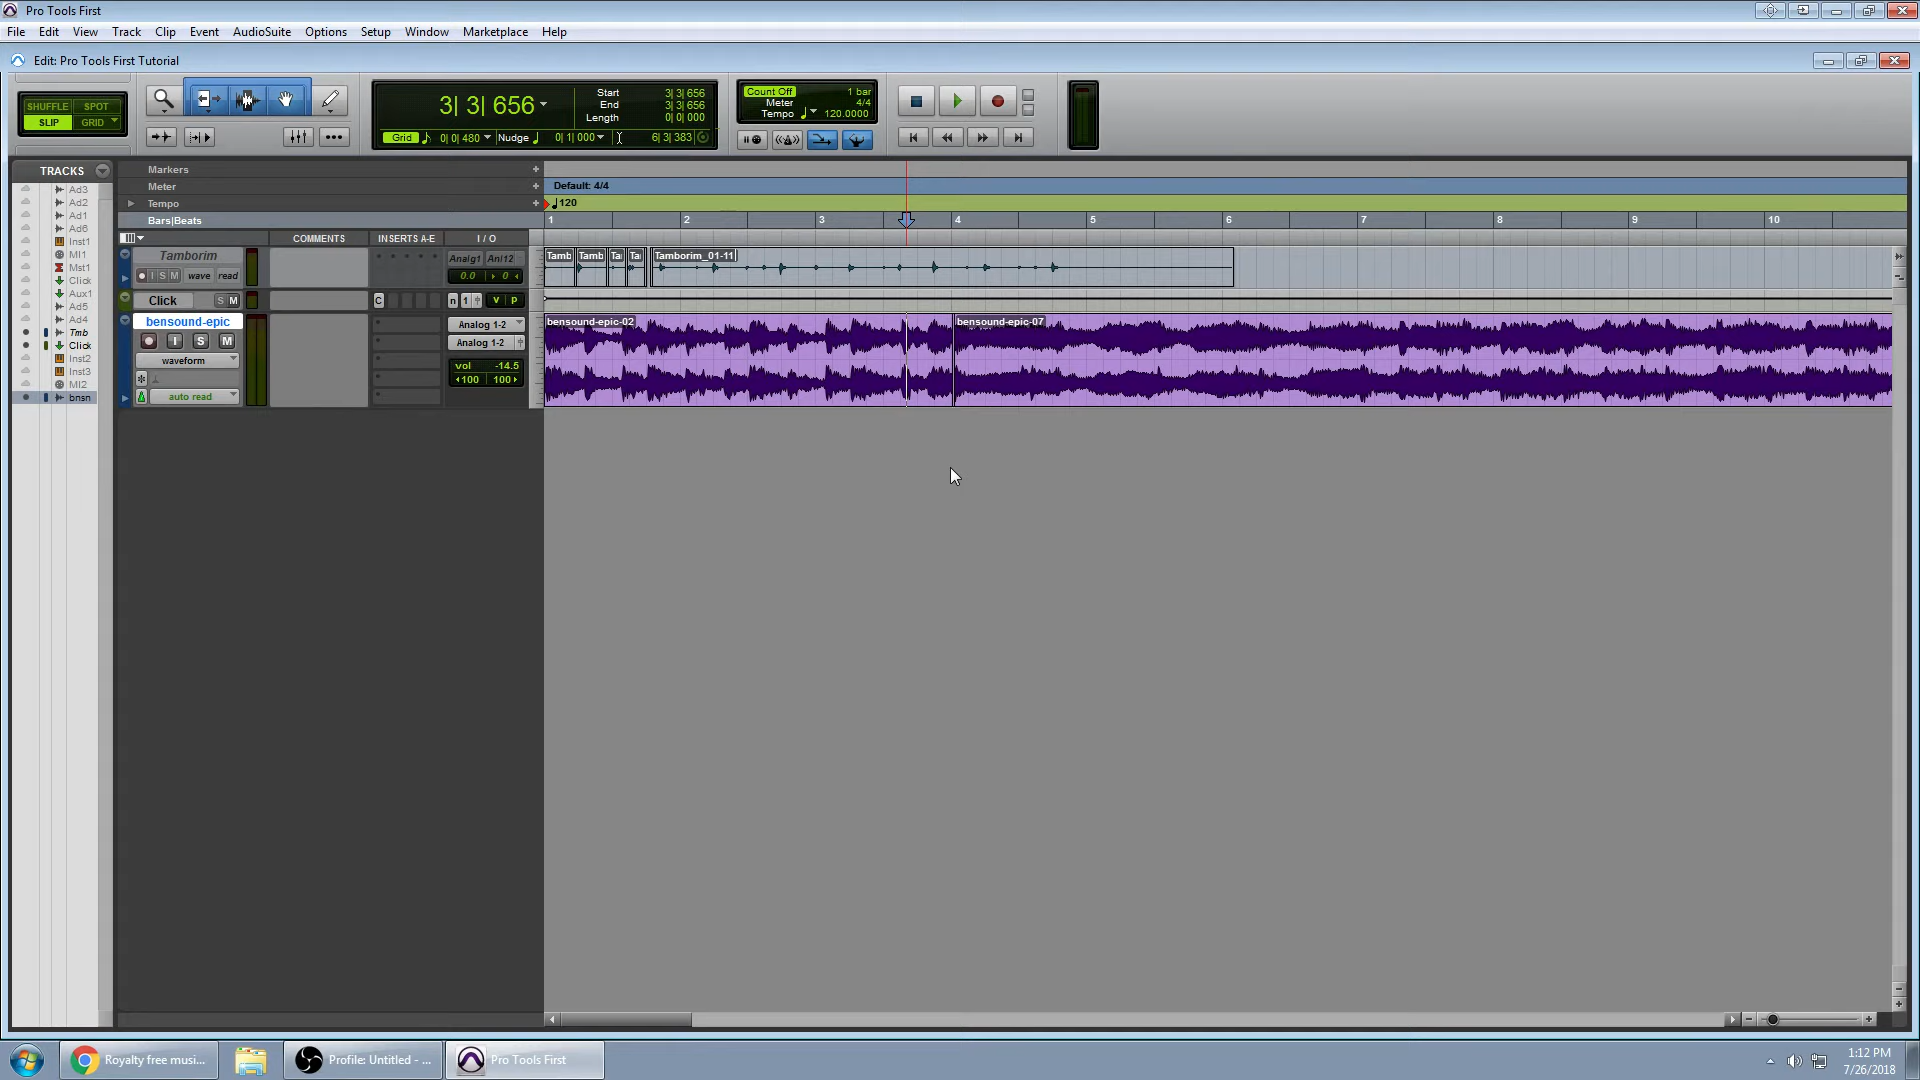 Pro Tools First
File Edit View Track Clip Event AudioSuite Options Setup Window Marketplace Help
Edit: Pro Tools First Tutorial
SHUFFLE SPOT
SLIP GRID
3| 3| 656
Start 3| 3| 656
End 3| 3| 656
Length 0| 0| 000
Grid 0| 0| 480 Nudge 0| 1| 000 6| 3| 383
Count Off 1 bar
Meter 4/4
Tempo 120.0000
TRACKS
Ad3
Ad2
Ad1
Ad6
Inst1
MI1
Mst1
Click
Aux1
Ad5
Ad4
Tmb
Click
Inst2
Inst3
MI2
bnsn
Markers
Meter Default: 4/4
Tempo 120
Bars|Beats 1 2 3 4 5 6 7 8 9 10
COMMENTS INSERTS A-E I / O
Tamborim
I S M wave read
Analg1 Anl12
0.0 0
Tamb Tamb Ta Ta Tamborim_01-11
Click S M C n 1 V P
bensound-epic
I S M
waveform
auto read
Analog 1-2
Analog 1-2
vol -14.5
100 100
bensound-epic-02 bensound-epic-07
Royalty free musi...
Profile: Untitled - ...
Pro Tools First
1:12 PM
7/26/2018